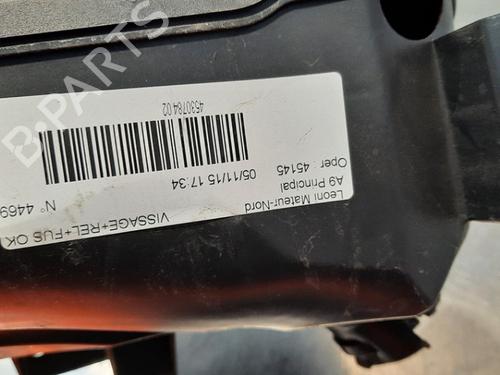 B-PARTS
Leoni Mateur-Nord
A9 Principal
Oper : 45145
05/11/15 17:34
4530784.02
N° 4469
VISSAGE+REL+FUS OK